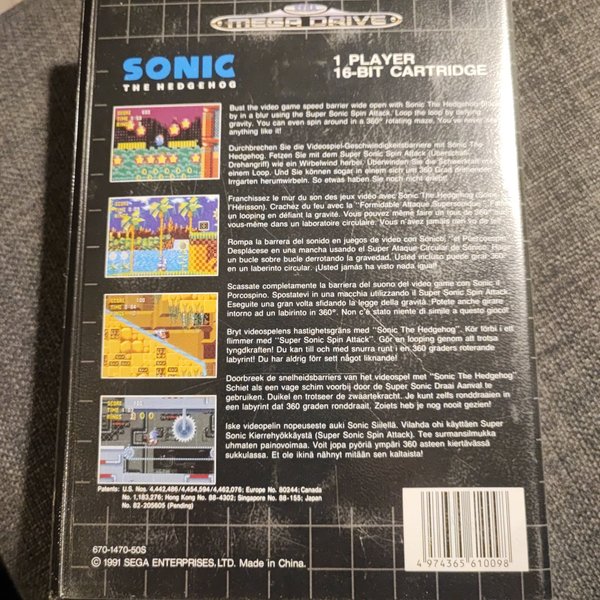 MEGA DRIVE
SONIC
THE HEDGEHOG
1 PLAYER
16-BIT CARTRIDGE
Bust the video game speed barrier wide open with Sonic The Hedgehog. Blaze
by in a blur using the Super Sonic Spin Attack. Loop the loop by defying
gravity. You can even spin around in a 360° rotating maze. You've never seen
anything like it!
Durchbrechen Sie die Videospiel-Geschwindigkeitsbarriere mit Sonic The
Hedgehog. Fetzen Sie mit dem Super Sonic Spin Attack (Überschall-
Drehangriff) wie ein Wirbelwind herbei. Überwinden Sie die Schwerkraft mit
einem Loop. Und Sie können sogar in einem sich um 360 Grad drehenden
Irrgarten herumwirbeln. So etwas haben Sie noch nicht erlebt!
Franchissez le mur du son des jeux vidéo avec Sonic The Hedgehog (Sonic
l'Hérisson). Crachez du feu avec la "Formidable Attaque Supersonique". Faites
un looping en défiant la gravité. Vous pouvez même faire un tour de 360° sur
vous-même dans un laboratoire circulaire. Vous n'avez jamais rien vu de tel!
Rompa la barrera del sonido en juegos de video con Sonico, el Puercoespin.
Desplácese en una mancha usando el Super Ataque Circular de Sonico. Haga
un bucle sobre bucle derrotando la gravedad. Usted incluso puede girar 360°
en un laberinto circular. ¡Usted jamás ha visto nada igual!
Scassate completamente la barriera del suono del video game con Sonic il
Porcospino. Spostatevi in una macchia utilizzando il Super Sonic Spin Attack.
Eseguite una gran volta sfidando la legge della gravità. Potete anche girare
intorno ad un labirinto in 360°. Non c'è stato niente di simile a questo gioco!
Bryt videospelens hastighetsgräns med "Sonic The Hedgehog". Kör förbi i ett
flimmer med "Super Sonic Spin Attack". Gör en looping genom att trotsa
tyngdkraften! Du kan till och med snurra runt i en 360 graders roterande
labyrint! Du har aldrig förr sett något liknande!
Doorbreek de snelheidsbarriers van het videospel met "Sonic The Hedgehog"
Schiet als een vage schim voorbij door de Super Sonic Draai Aanval te
gebruiken. Duikel en trotseer de zwaartekracht. Je kunt zelfs ronddraaien in
een labyrint dat 360 graden ronddraait. Zoiets heb je nog nooit gezien!
Iske videopelin nopeuseste auki Sonic Siilellä. Vilahda ohi käyttäen Super
Sonic Kierrehyökkäystä (Super Sonic Spin Attack). Tee surmansilmukka
uhmaten painovoimaa. Voit jopa pyöriä ympäri 360 asteen kiertävässä
sukkulassa. Et ole ikinä nähnyt mitään sen kaltaista!
Patents: U.S. Nos. 4,442,486/4,454,594/4,462,076; Europe No. 80244; Canada
No. 1,183,276; Hong Kong No. 88-4302; Singapore No. 88-155; Japan
No. 82-205605 (Pending)
670-1470-50S
© 1991 SEGA ENTERPRISES, LTD. Made in China.
4 974365 610098